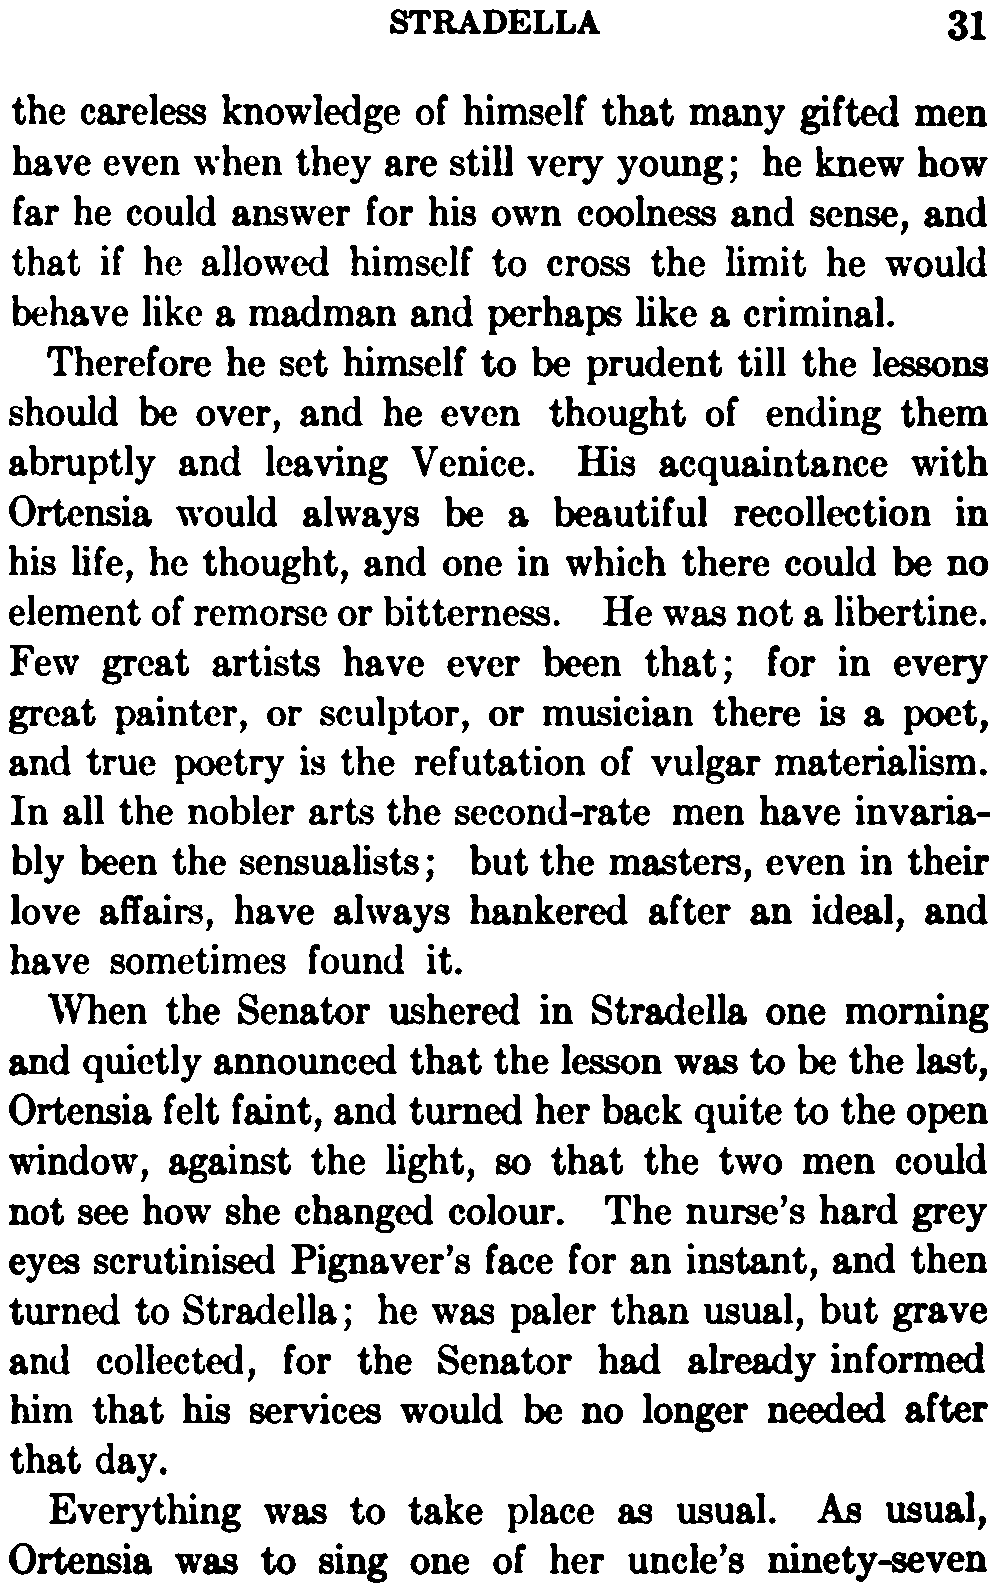 STRADELLA 31
the careless knowledge of himself that many gifted men
have even when they are still very young; he knew how
far he could answer for his own coolness and sense, and
that if he allowed himself to cross the limit he would
behave like a madman and perhaps like a criminal.
Therefore he set himself to be prudent till the lessons
should be over, and he even thought of ending them
abruptly and leaving Venice. His acquaintance with
Ortensia would always be a beautiful recollection in
his life, he thought, and one in which there could be no
element of remorse or bitterness. He was not a libertine.
Few great artists have ever been that; for in every
great painter, or sculptor, or musician there is a poet,
and true poetry is the refutation of vulgar materialism.
In all the nobler arts the second-rate men have invaria-
bly been the sensualists; but the masters, even in their
love affairs, have always hankered after an ideal, and
have sometimes found it.
When the Senator ushered in Stradella one morning
and quietly announced that the lesson was to be the last,
Ortensia felt faint, and turned her back quite to the open
window, against the light, so that the two men could
not see how she changed colour. The nurse's hard grey
eyes scrutinised Pignaver's face for an instant, and then
turned to Stradella; he was paler than usual, but grave
and collected, for the Senator had already informed
him that his services would be no longer needed after
that day.
Everything was to take place as usual. As usual,
Ortensia was to sing one of her uncle's ninety-seven